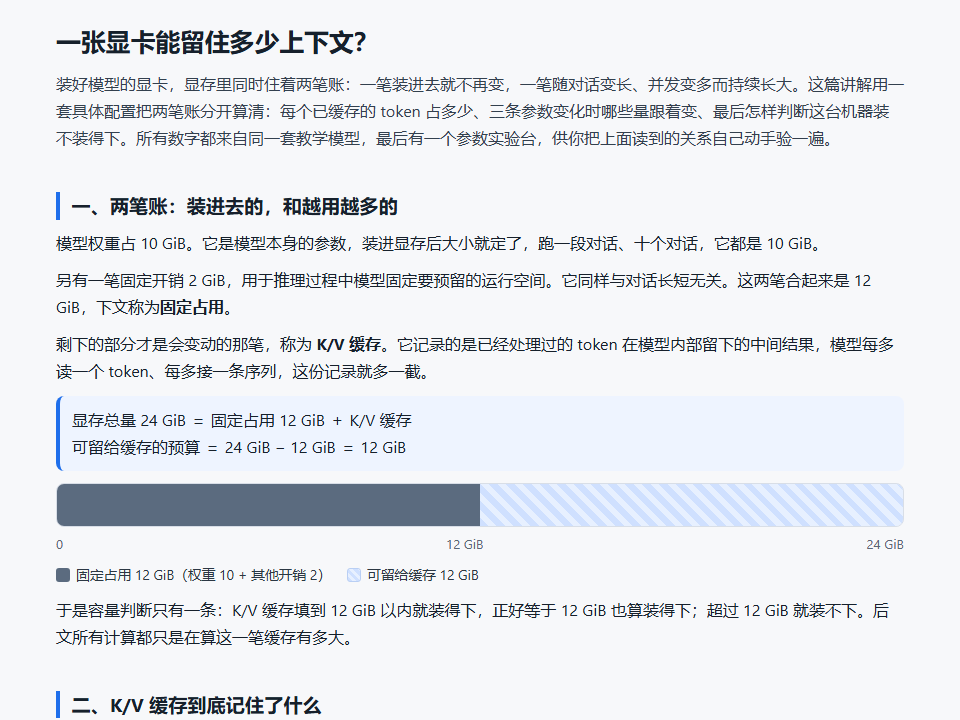 一张显卡能留住多少上下文？
装好模型的显卡，显存里同时住着两笔账：一笔装进去就不再变，一笔随对话变长、并发变多而持续长大。这篇讲解用一
套具体配置把两笔账分开算清：每个已缓存的 token 占多少、三条参数变化时哪些量跟着变、最后怎样判断这台机器装
不装得下。所有数字都来自同一套教学模型，最后有一个参数实验台，供你把上面读到的关系自己动手验一遍。
一、两笔账：装进去的，和越用越多的
模型权重占 10 GiB。它是模型本身的参数，装进显存后大小就定了，跑一段对话、十个对话，它都是 10 GiB。
另有一笔固定开销 2 GiB，用于推理过程中模型固定要预留的运行空间。它同样与对话长短无关。这两笔合起来是 12
GiB，下文称为固定占用。
剩下的部分才是会变动的那笔，称为 K/V 缓存。它记录的是已经处理过的 token 在模型内部留下的中间结果，模型每多
读一个 token、每多接一条序列，这份记录就多一截。
显存总量 24 GiB = 固定占用 12 GiB + K/V 缓存
可留给缓存的预算 = 24 GiB − 12 GiB = 12 GiB
0 12 GiB 24 GiB
固定占用 12 GiB（权重 10 + 其他开销 2） 可留给缓存 12 GiB
于是容量判断只有一条：K/V 缓存填到 12 GiB 以内就装得下，正好等于 12 GiB 也算装得下；超过 12 GiB 就装不下。后
文所有计算都只是在算这一笔缓存有多大。
二、K/V 缓存到底记住了什么